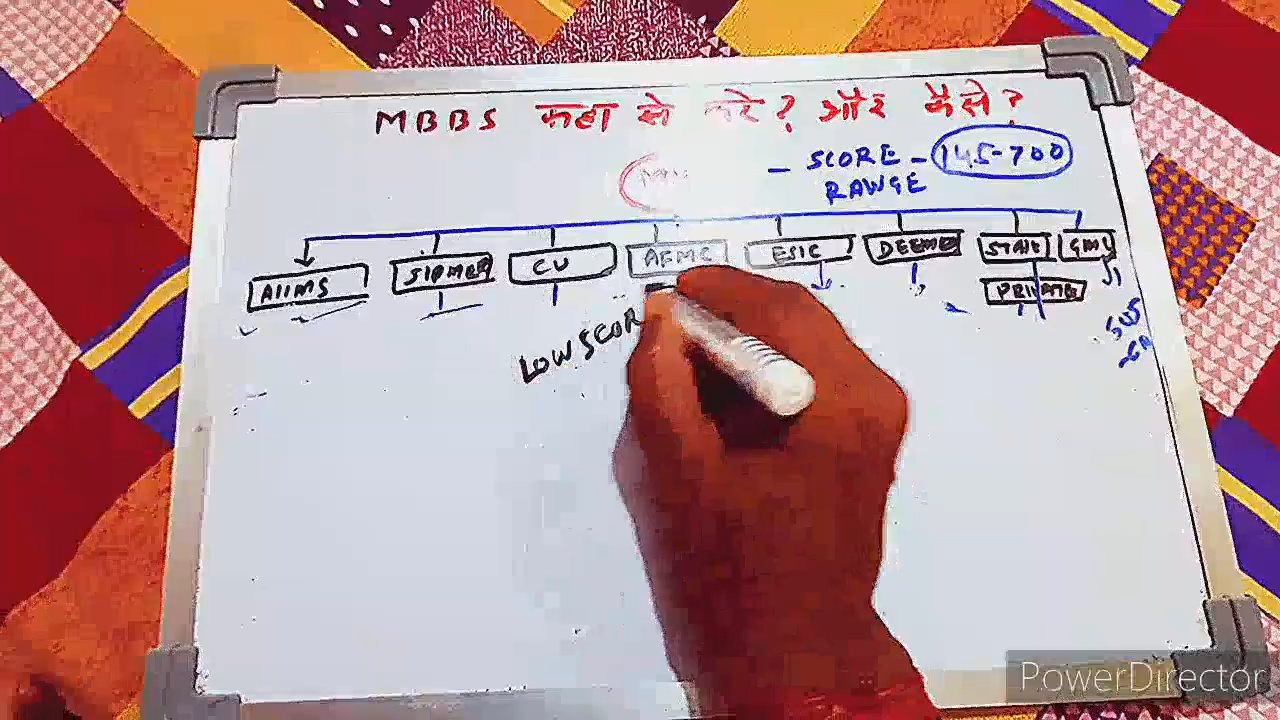 MBBS कहा से करे? और कैसे?
- SCORE - 145-700
RANGE
AIIMS JIPMER CU AFMC ESIC DEEMED STATE GMC
PRIVATE
LOW SCOR
PowerDirector